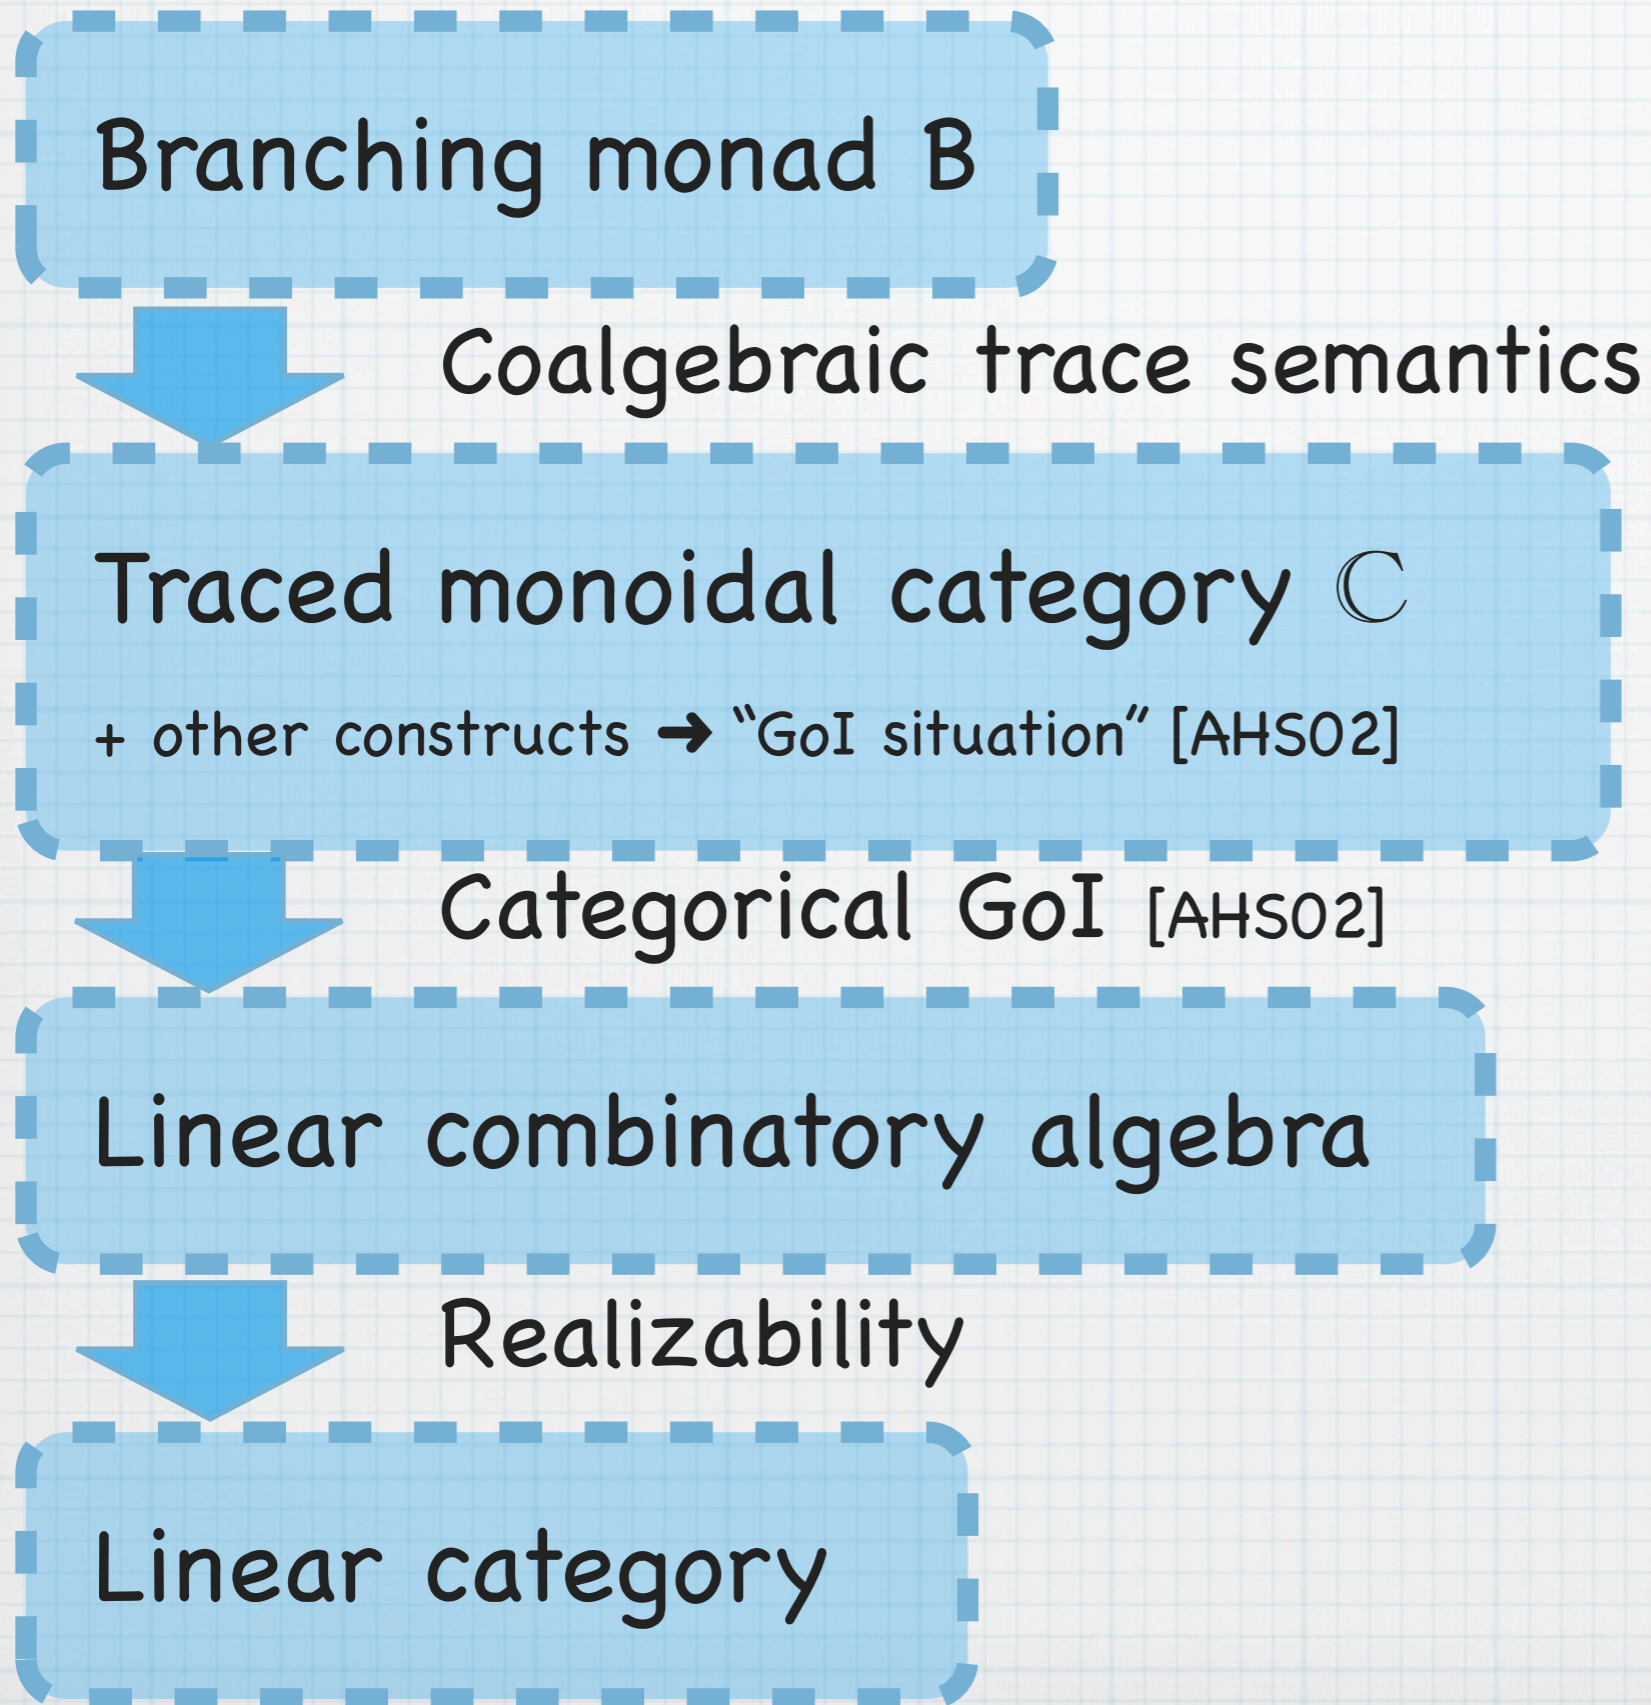 Branching monad B
Coalgebraic trace semantics
Traced monoidal category ℂ
+ other constructs ➜ “GoI situation” [AHS02]
Categorical GoI [AHS02]
Linear combinatory algebra
Realizability
Linear category